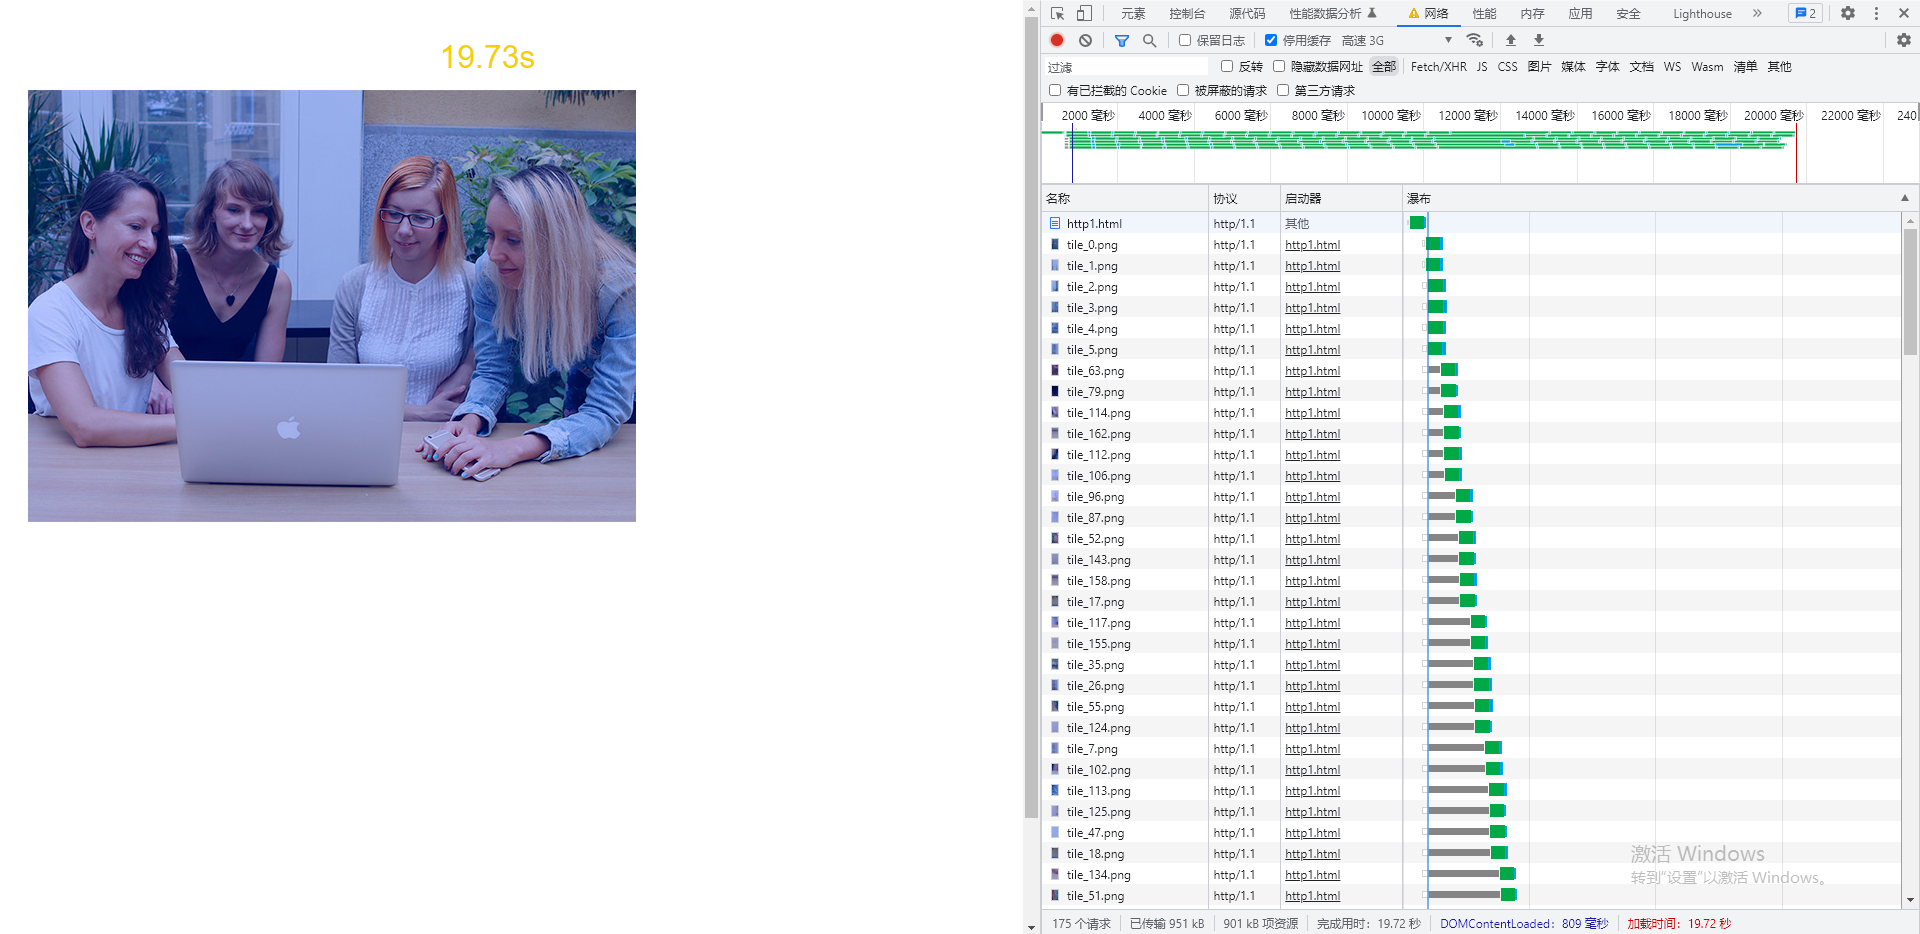 19.73s
元素 控制台 源代码 性能数据分析 网络 性能 内存 应用 安全 Lighthouse » 2
保留日志 停用缓存 高速 3G
过滤 反转 隐藏数据网址 全部 Fetch/XHR JS CSS 图片 媒体 字体 文档 WS Wasm 清单 其他
有已拦截的 Cookie 被屏蔽的请求 第三方请求
2000 毫秒 4000 毫秒 6000 毫秒 8000 毫秒 10000 毫秒 12000 毫秒 14000 毫秒 16000 毫秒 18000 毫秒 20000 毫秒 22000 毫秒 240
名称 协议 启动器 瀑布
http1.html http/1.1 其他
tile_0.png http/1.1 http1.html
tile_1.png http/1.1 http1.html
tile_2.png http/1.1 http1.html
tile_3.png http/1.1 http1.html
tile_4.png http/1.1 http1.html
tile_5.png http/1.1 http1.html
tile_63.png http/1.1 http1.html
tile_79.png http/1.1 http1.html
tile_114.png http/1.1 http1.html
tile_162.png http/1.1 http1.html
tile_112.png http/1.1 http1.html
tile_106.png http/1.1 http1.html
tile_96.png http/1.1 http1.html
tile_87.png http/1.1 http1.html
tile_52.png http/1.1 http1.html
tile_143.png http/1.1 http1.html
tile_158.png http/1.1 http1.html
tile_17.png http/1.1 http1.html
tile_117.png http/1.1 http1.html
tile_155.png http/1.1 http1.html
tile_35.png http/1.1 http1.html
tile_26.png http/1.1 http1.html
tile_55.png http/1.1 http1.html
tile_124.png http/1.1 http1.html
tile_7.png http/1.1 http1.html
tile_102.png http/1.1 http1.html
tile_113.png http/1.1 http1.html
tile_125.png http/1.1 http1.html
tile_47.png http/1.1 http1.html
tile_18.png http/1.1 http1.html
tile_134.png http/1.1 http1.html
tile_51.png http/1.1 http1.html
激活 Windows
转到“设置”以激活 Windows。
175 个请求 已传输 951 kB 901 kB 项资源 完成用时：19.72 秒 DOMContentLoaded：809 毫秒 加载时间：19.72 秒